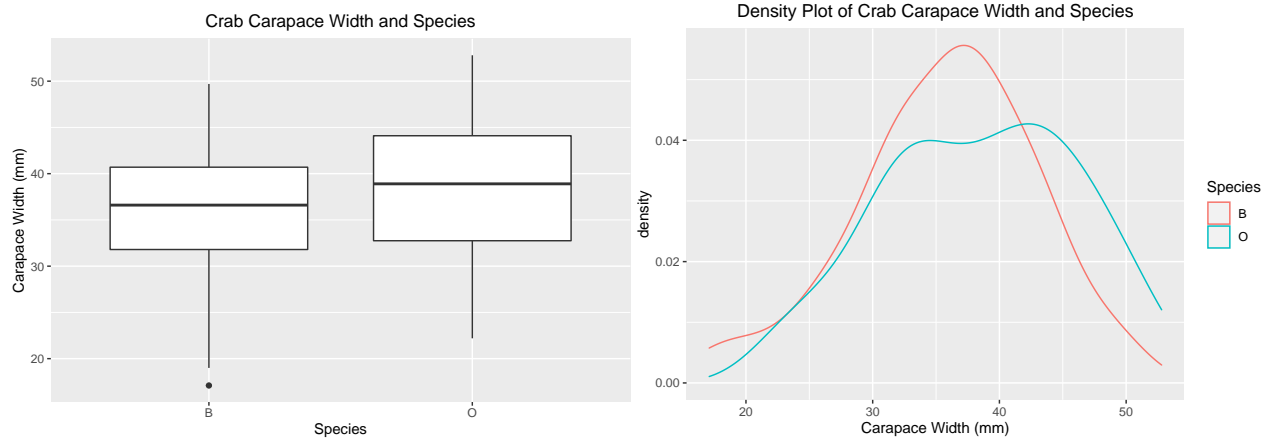 Crab Carapace Width and Species
Carapace Width (mm)
50
40
30
20
B
O
Species
Density Plot of Crab Carapace Width and Species
density
0.04
0.02
0.00
20
30
40
50
Carapace Width (mm)
Species
B
O